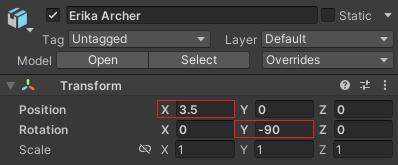 Erika Archer Static
Tag Untagged Layer Default
Model Open Select Overrides
Transform
Position X 3.5 Y 0 Z 0
Rotation X 0 Y -90 Z 0
Scale X 1 Y 1 Z 1